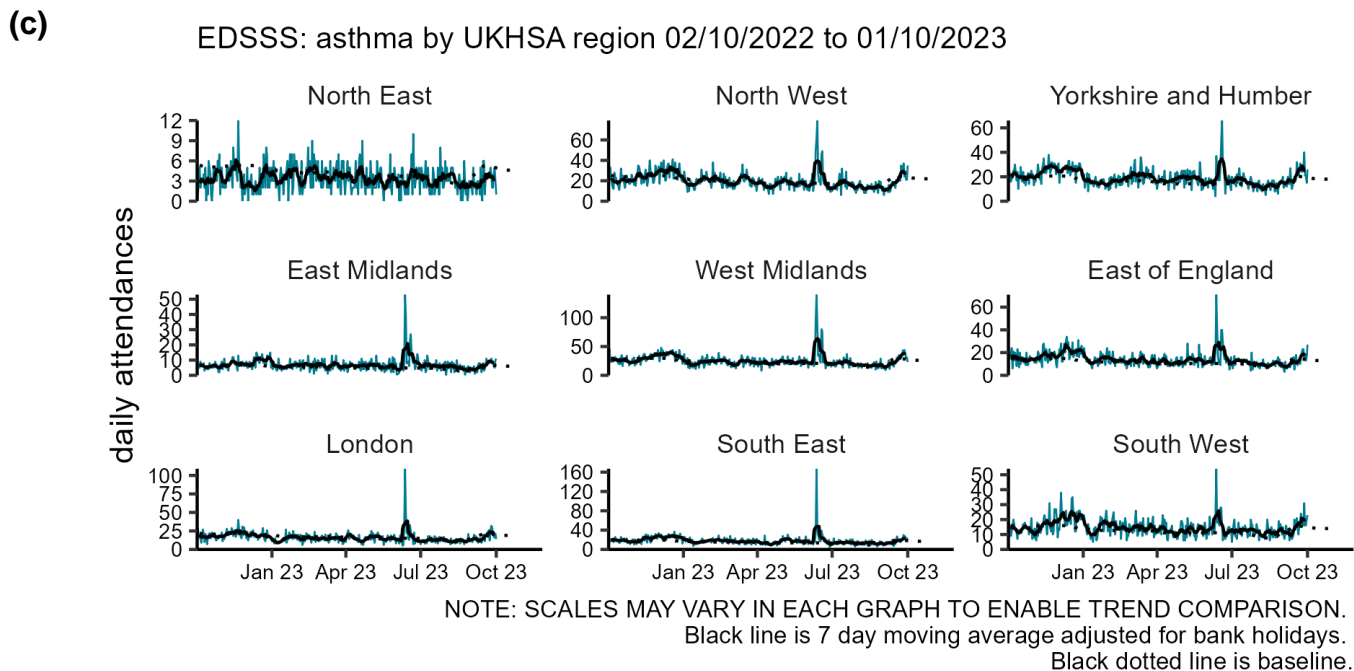 (c)
EDSSS: asthma by UKHSA region 02/10/2022 to 01/10/2023
daily attendances
North East
12
9
6
3
0
North West
60
40
20
0
Yorkshire and Humber
60
40
20
0
East Midlands
50
40
30
20
10
0
West Midlands
100
50
0
East of England
60
40
20
0
London
100
75
50
25
0
Jan 23 Apr 23 Jul 23 Oct 23
South East
160
120
80
40
0
Jan 23 Apr 23 Jul 23 Oct 23
South West
50
40
30
20
10
0
Jan 23 Apr 23 Jul 23 Oct 23
NOTE: SCALES MAY VARY IN EACH GRAPH TO ENABLE TREND COMPARISON.
Black line is 7 day moving average adjusted for bank holidays.
Black dotted line is baseline.